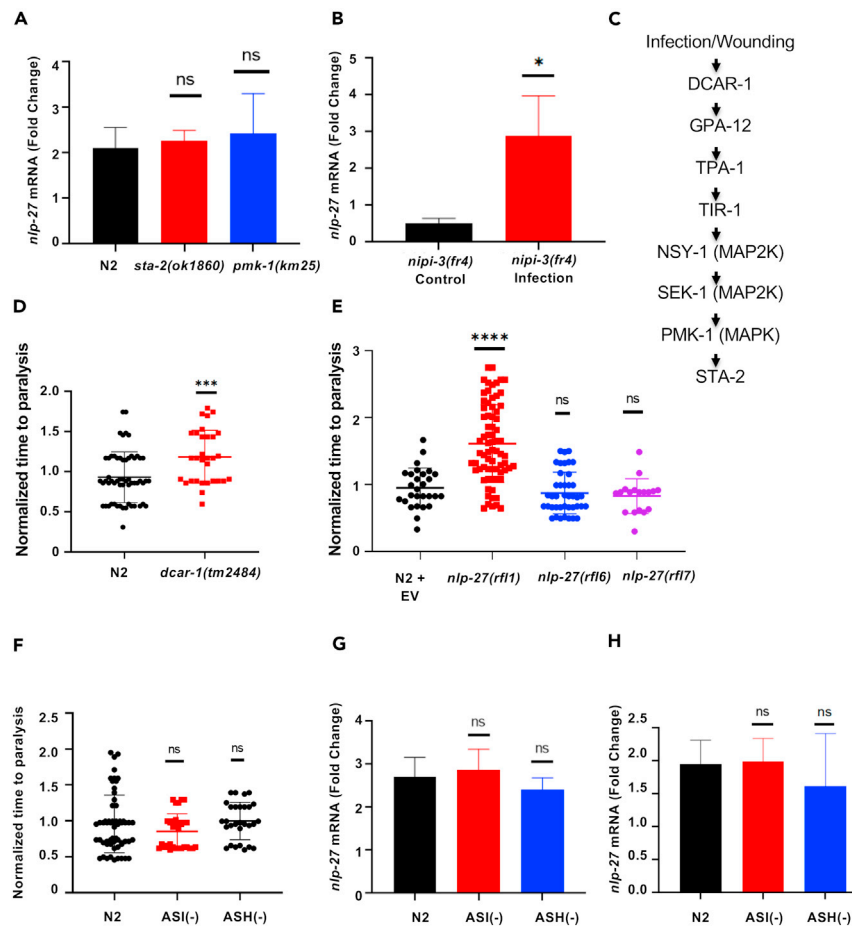 A
nlp-27 mRNA (Fold Change)
4
3
2
1
0
ns
ns
N2
sta-2(ok1860)
pmk-1(km25)
B
nlp-27 mRNA (Fold Change)
5
4
3
2
1
0
*
nipi-3(fr4)
Control
nipi-3(fr4)
Infection
C
Infection/Wounding
DCAR-1
GPA-12
TPA-1
TIR-1
NSY-1 (MAP2K)
SEK-1 (MAP2K)
PMK-1 (MAPK)
STA-2
D
Normalized time to paralysis
2.0
1.5
1.0
0.5
0.0
***
N2
dcar-1(tm2484)
E
Normalized time to paralysis
3
2
1
0
****
ns
ns
N2 +
EV
nlp-27(rfl1)
nlp-27(rfl6)
nlp-27(rfl7)
F
Normalized time to paralysis
2.5
2.0
1.5
1.0
0.5
0.0
ns
ns
N2
ASI(-)
ASH(-)
G
nlp-27 mRNA (Fold Change)
4
3
2
1
0
ns
ns
N2
ASI(-)
ASH(-)
H
nlp-27 mRNA (Fold Change)
2.5
2.0
1.5
1.0
0.5
0.0
ns
ns
N2
ASI(-)
ASH(-)